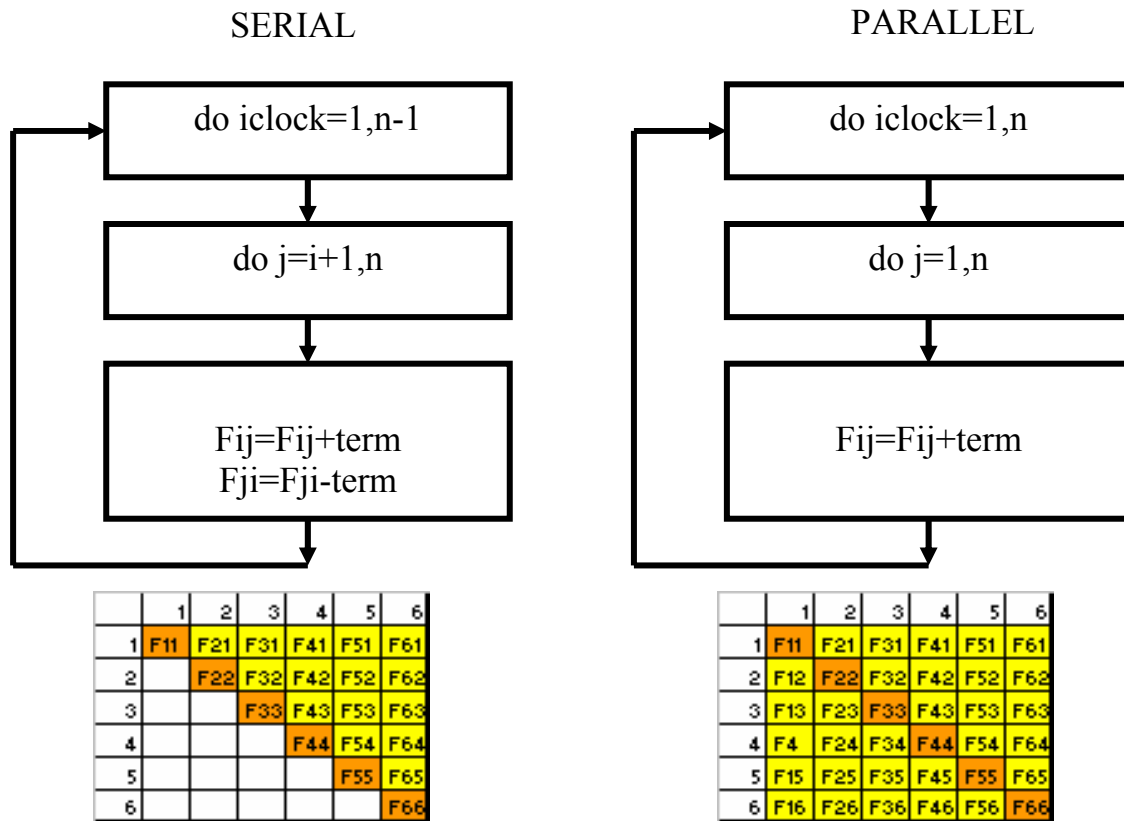 SERIAL
do iclock=1,n-1
do j=i+1,n
Fij=Fij+term
Fji=Fji-term
1 2 3 4 5 6
1 F11 F21 F31 F41 F51 F61
2 F22 F32 F42 F52 F62
3 F33 F43 F53 F63
4 F44 F54 F64
5 F55 F65
6 F66
PARALLEL
do iclock=1,n
do j=1,n
Fij=Fij+term
1 2 3 4 5 6
1 F11 F21 F31 F41 F51 F61
2 F12 F22 F32 F42 F52 F62
3 F13 F23 F33 F43 F53 F63
4 F4 F24 F34 F44 F54 F64
5 F15 F25 F35 F45 F55 F65
6 F16 F26 F36 F46 F56 F66